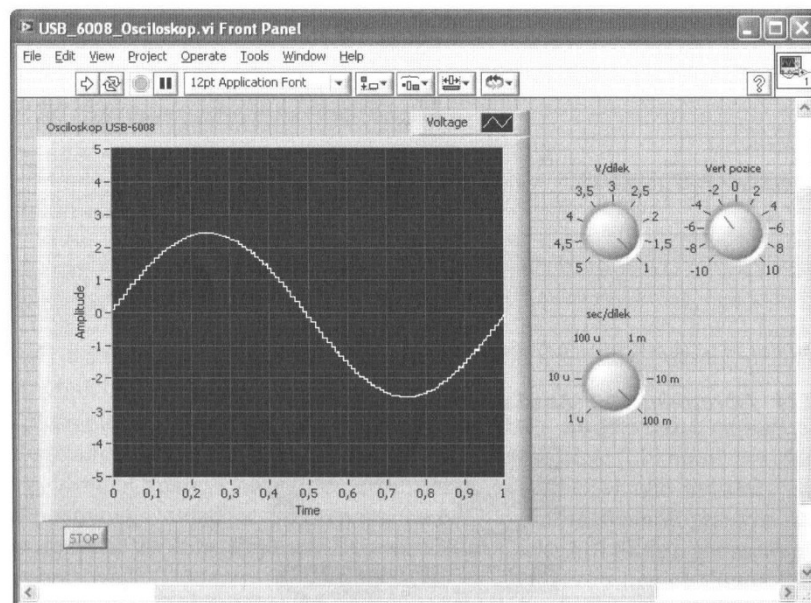 USB_6008_Osciloskop.vi Front Panel
File Edit View Project Operate Tools Window Help
12pt Application Font
1
Osciloskop USB-6008
Voltage
5
4
3
2
1
0
-1
-2
-3
-4
-5
Amplitude
0 0,1 0,2 0,3 0,4 0,5 0,6 0,7 0,8 0,9 1
Time
STOP
V/dílek
3
3,5 2,5
4 2
4,5 1,5
5 1
Vert pozice
0
-2 2
-4 4
-6 -6
-8 8
-10 10
sec/dílek
100 u 1 m
10 u 10 m
1 u 100 m